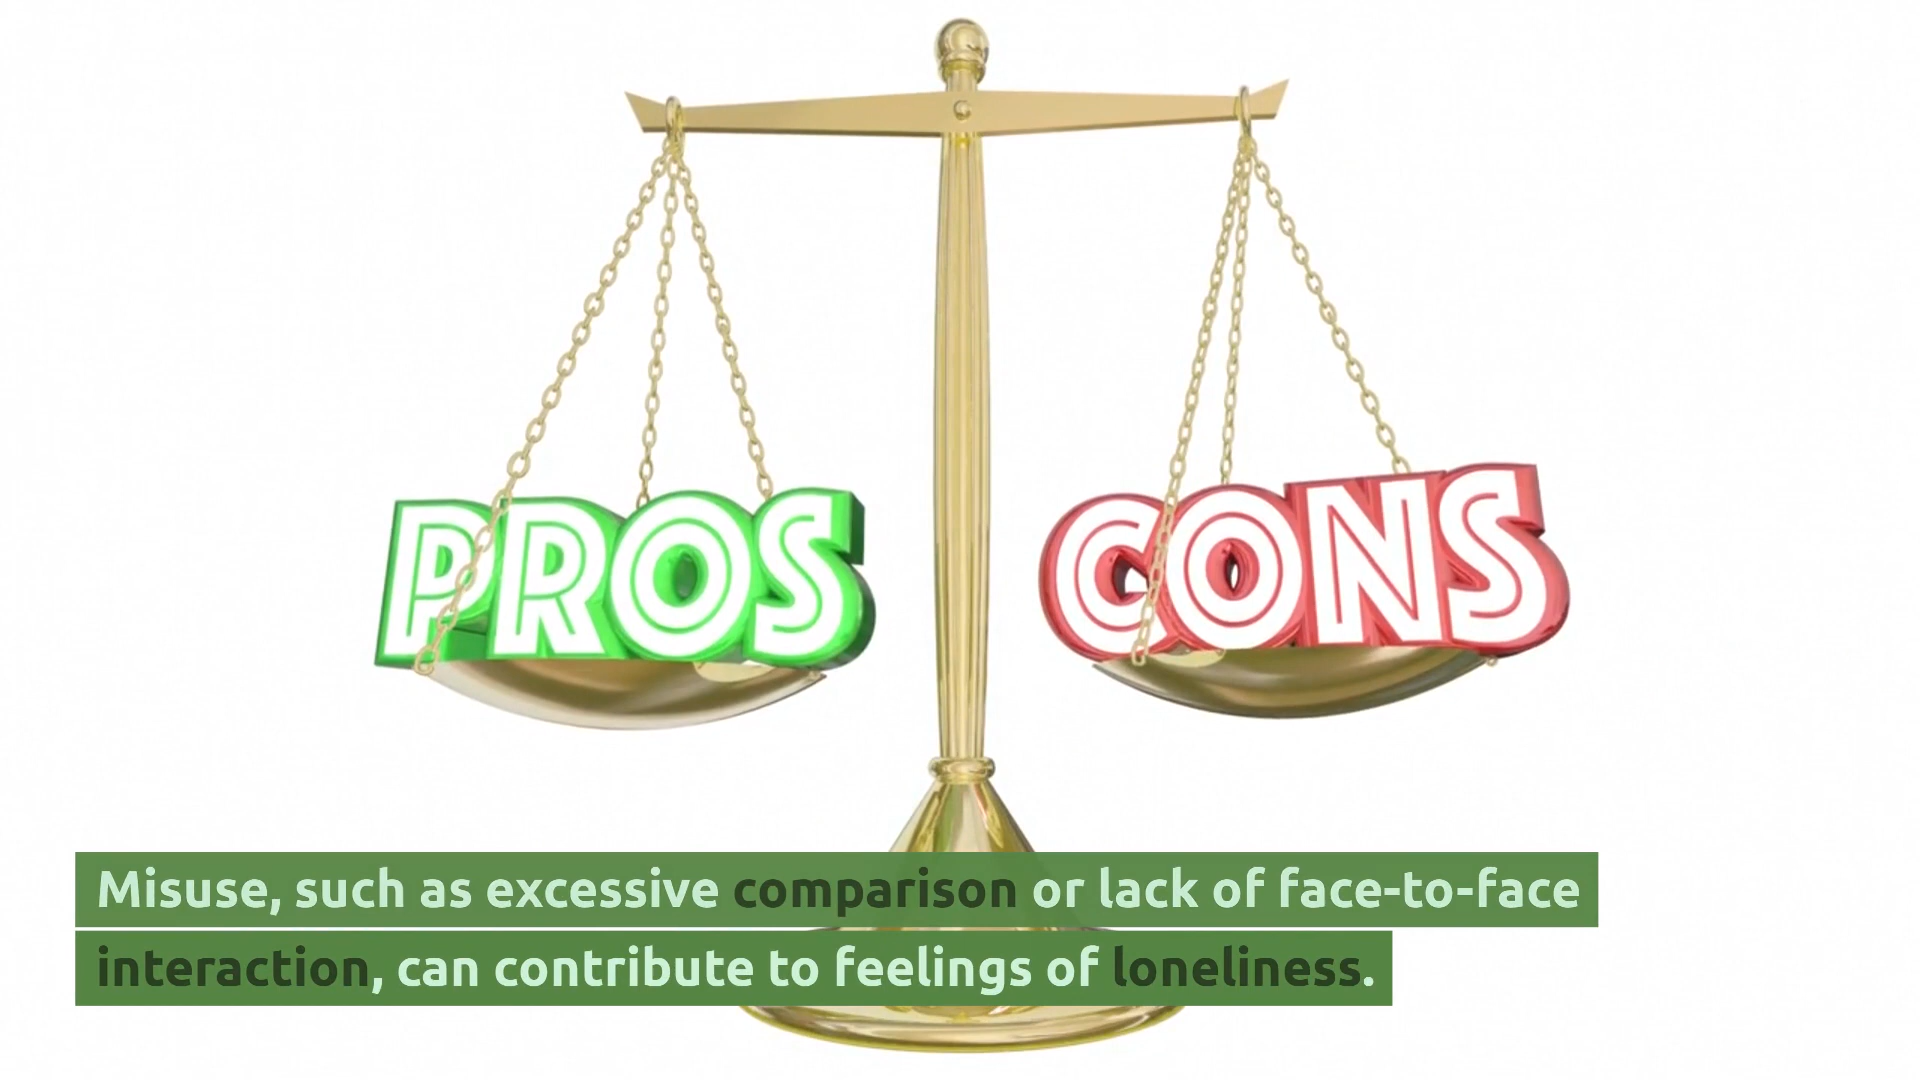 PROS
CONS
Misuse, such as excessive comparison or lack of face-to-face
interaction, can contribute to feelings of loneliness.